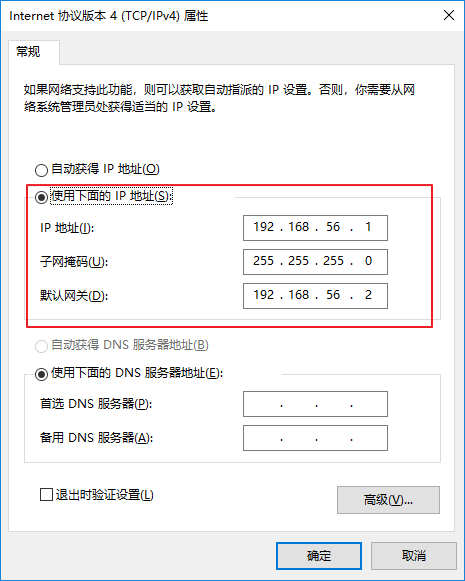 Internet 协议版本 4 (TCP/IPv4) 属性
常规
如果网络支持此功能，则可以获取自动指派的 IP 设置。否则，你需要从网
络系统管理员处获得适当的 IP 设置。
自动获得 IP 地址(O)
使用下面的 IP 地址(S):
IP 地址(I): 192 . 168 . 56 . 1
子网掩码(U): 255 . 255 . 255 . 0
默认网关(D): 192 . 168 . 56 . 2
自动获得 DNS 服务器地址(B)
使用下面的 DNS 服务器地址(E):
首选 DNS 服务器(P): . . .
备用 DNS 服务器(A): . . .
退出时验证设置(L)
高级(V)...
确定 取消